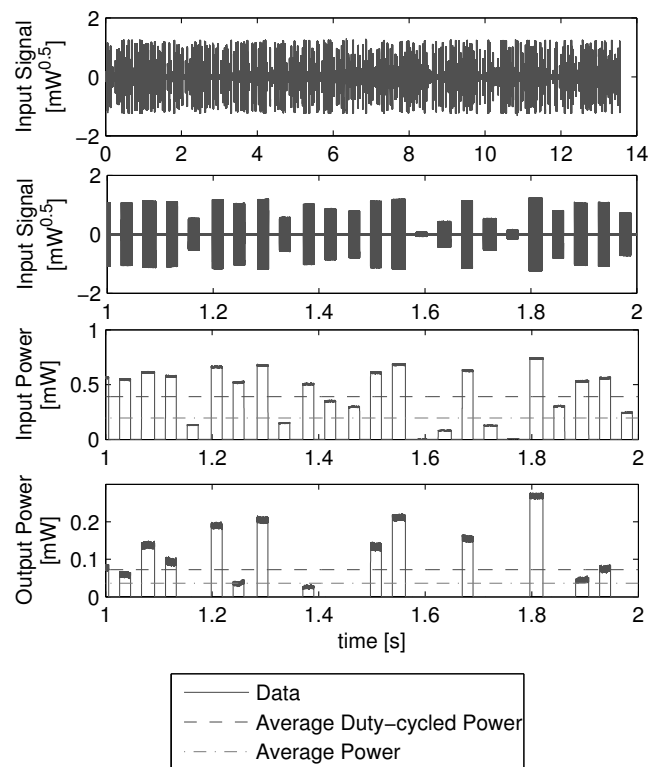 Input Signal
[mW^0.5]
2
0
−2
0 2 4 6 8 10 12 14
Input Signal
[mW^0.5]
2
0
−2
1 1.2 1.4 1.6 1.8 2
Input Power
[mW]
1
0.5
0
1 1.2 1.4 1.6 1.8 2
Output Power
[mW]
0.2
0.1
0
1 1.2 1.4 1.6 1.8 2
time [s]
Data
Average Duty−cycled Power
Average Power